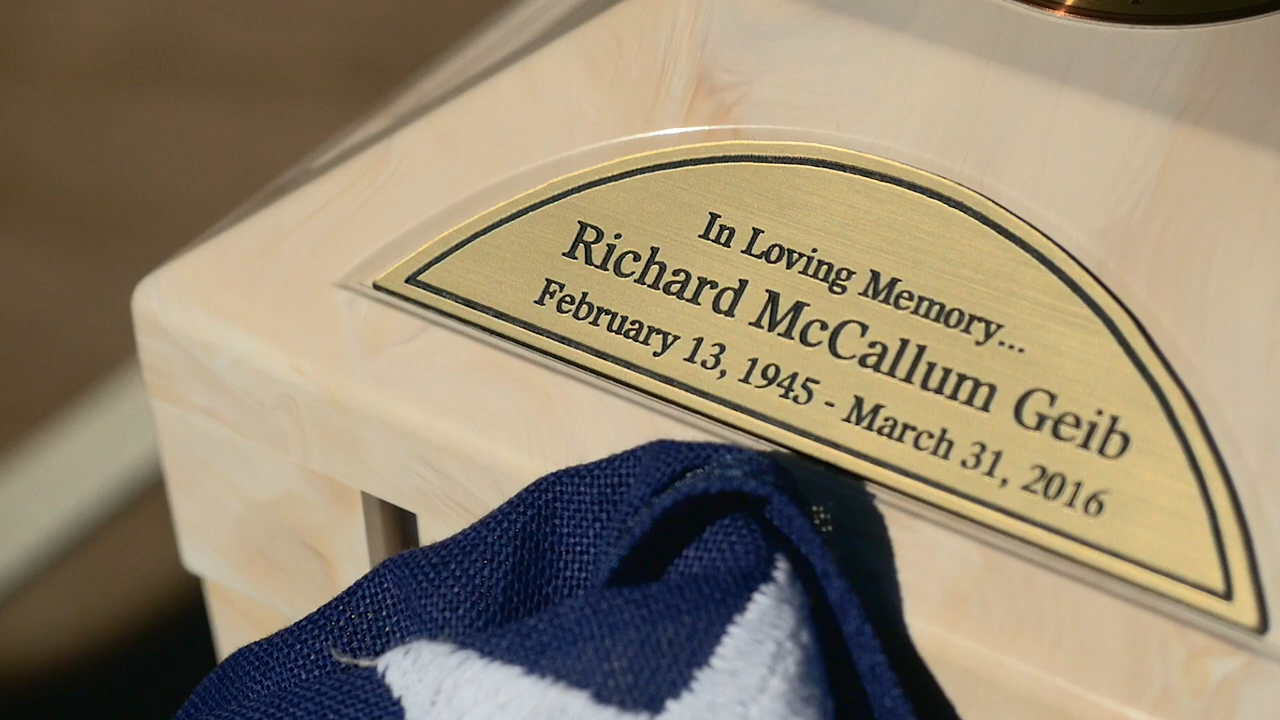 In Loving Memory...
Richard McCallum Geib
February 13, 1945 - March 31, 2016